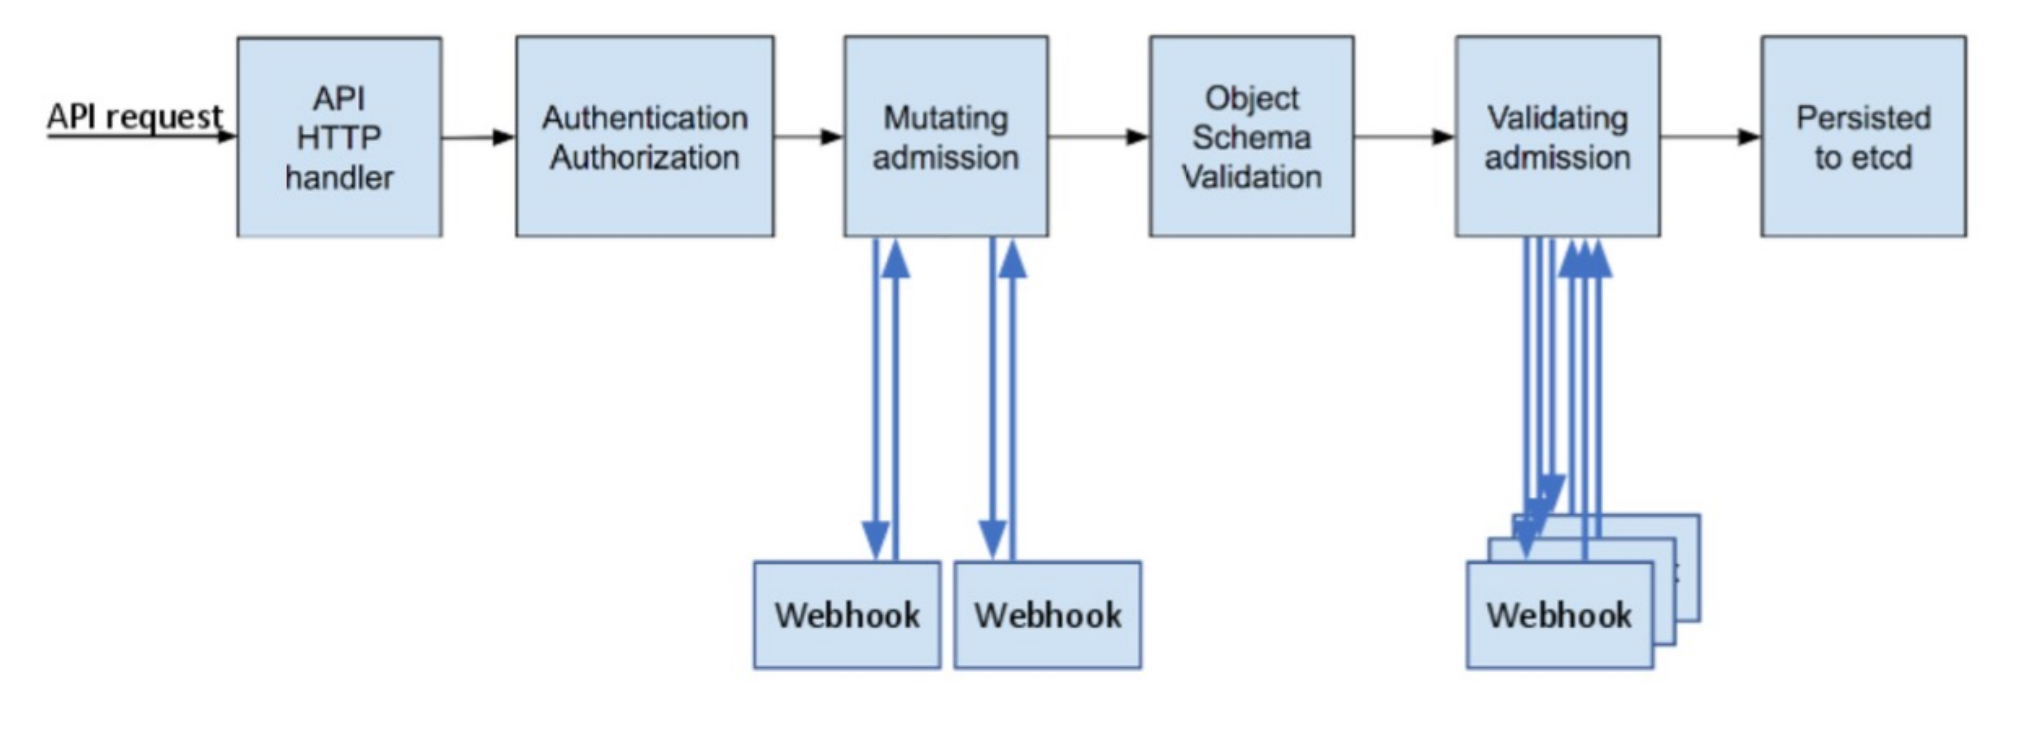 API request
API
HTTP
handler
Authentication
Authorization
Mutating
admission
Object
Schema
Validation
Validating
admission
Persisted
to etcd
Webhook
Webhook
Webhook